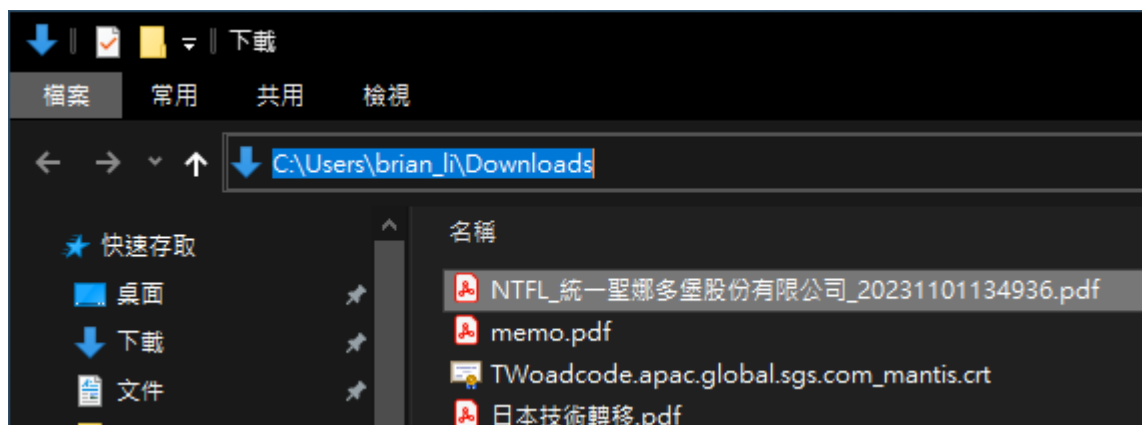 下載
檔案 常用 共用 檢視
C:\Users\brian_li\Downloads
快速存取
桌面
下載
文件
名稱
NTFL_統一聖娜多堡股份有限公司_20231101134936.pdf
memo.pdf
TWoadcode.apac.global.sgs.com_mantis.crt
日本技術轉移.pdf